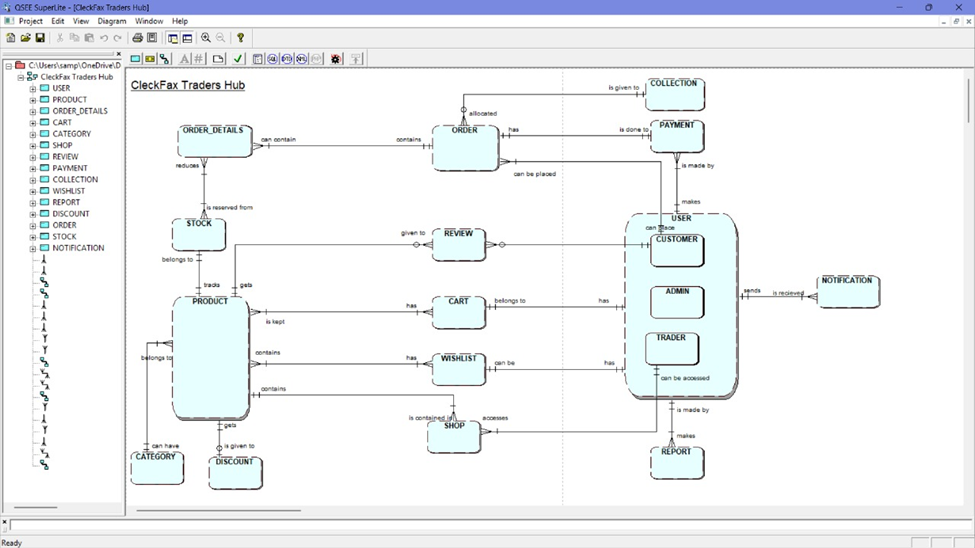 QSEE SuperLite - [CleckFax Traders Hub]
Project Edit View Diagram Window Help
C:\Users\samp\OneDrive\D
CleckFax Traders Hub
USER
PRODUCT
ORDER_DETAILS
CART
CATEGORY
SHOP
REVIEW
PAYMENT
COLLECTION
WISHLIST
REPORT
DISCOUNT
ORDER
STOCK
NOTIFICATION
CleckFax Traders Hub
is given to
COLLECTION
allocated
ORDER_DETAILS
can contain
contains
ORDER
has
is done to
PAYMENT
reduces
can be placed
is made by
is reserved from
makes
STOCK
USER
given to
REVIEW
CUSTOMER
belongs to
tracks
gets
ADMIN
sends
is recieved
NOTIFICATION
PRODUCT
has
CART
belongs to
has
is kept
TRADER
contains
has
WISHLIST
can be
has
belongs to
can be accessed
contains
is contained in
accesses
is made by
SHOP
gets
can have
is given to
makes
CATEGORY
DISCOUNT
REPORT
Ready